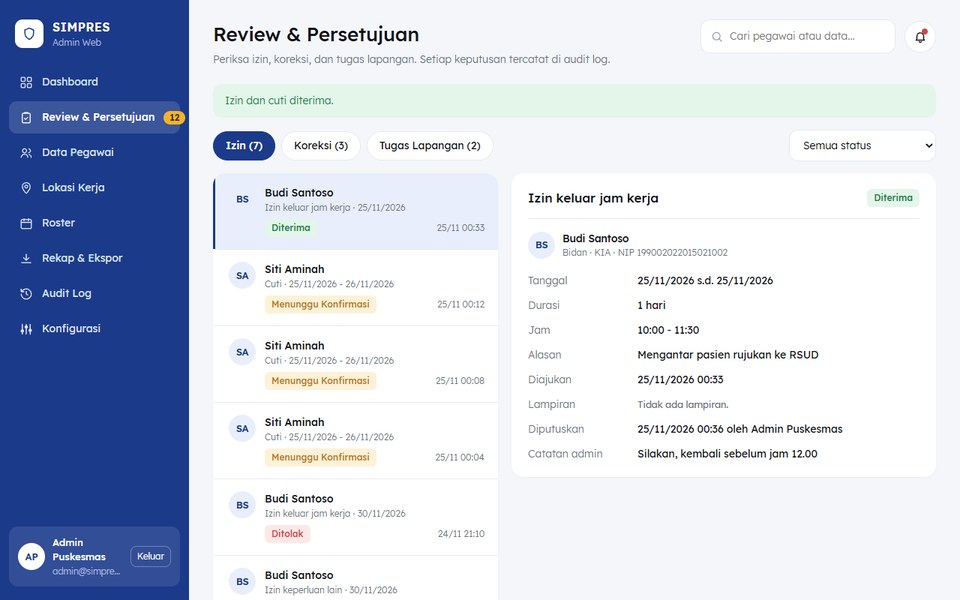 SIMPRES
Admin Web
Dashboard
Review & Persetujuan 12
Data Pegawai
Lokasi Kerja
Roster
Rekap & Ekspor
Audit Log
Konfigurasi
AP
Admin Puskesmas
admin@simpre...
Keluar
Review & Persetujuan
Periksa izin, koreksi, dan tugas lapangan. Setiap keputusan tercatat di audit log.
Cari pegawai atau data...
Izin dan cuti diterima.
Izin (7)
Koreksi (3)
Tugas Lapangan (2)
Semua status
BS
Budi Santoso
Izin keluar jam kerja · 25/11/2026
Diterima
25/11 00:33
SA
Siti Aminah
Cuti · 25/11/2026 - 26/11/2026
Menunggu Konfirmasi
25/11 00:12
SA
Siti Aminah
Cuti · 25/11/2026 - 26/11/2026
Menunggu Konfirmasi
25/11 00:08
SA
Siti Aminah
Cuti · 25/11/2026 - 26/11/2026
Menunggu Konfirmasi
25/11 00:04
BS
Budi Santoso
Izin keluar jam kerja · 30/11/2026
Ditolak
24/11 21:10
BS
Budi Santoso
Izin keperluan lain · 30/11/2026
Izin keluar jam kerja
Diterima
BS
Budi Santoso
Bidan · KIA · NIP 199002022015021002
Tanggal 25/11/2026 s.d. 25/11/2026
Durasi 1 hari
Jam 10:00 - 11:30
Alasan Mengantar pasien rujukan ke RSUD
Diajukan 25/11/2026 00:33
Lampiran Tidak ada lampiran.
Diputuskan 25/11/2026 00:36 oleh Admin Puskesmas
Catatan admin Silakan, kembali sebelum jam 12.00